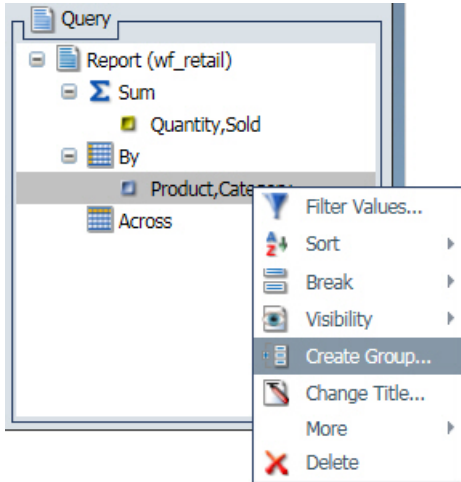 Query
Report (wf_retail)
Sum
Quantity,Sold
By
Product,Category
Across
Filter Values...
Sort
Break
Visibility
Create Group...
Change Title...
More
Delete